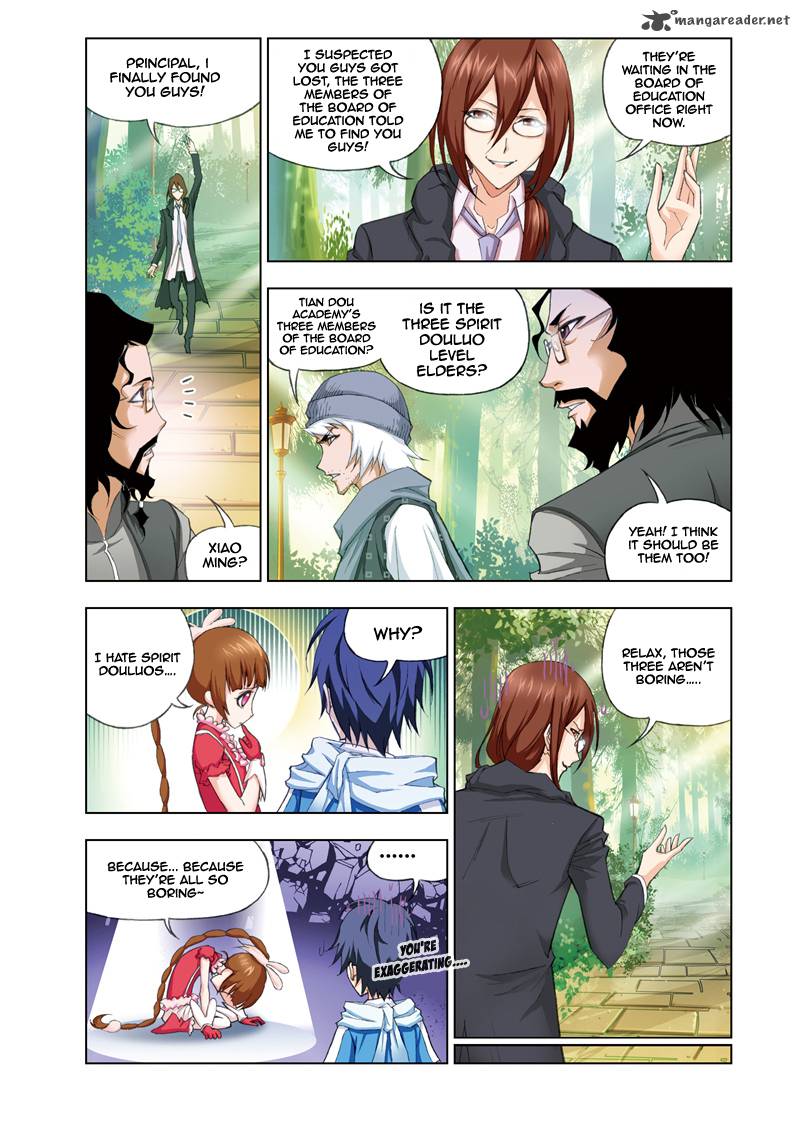 mangareader.net
PRINCIPAL, I
FINALLY FOUND
YOU GUYS!
XIAO
MING?
I SUSPECTED
YOU GUYS GOT
LOST, THE THREE
MEMBERS OF
THE BOARD OF
EDUCATION TOLD
ME TO FIND YOU
GUYS!
THEY'RE
WAITING IN THE
BOARD OF
EDUCATION
OFFICE RIGHT
NOW.
TIAN DOU
ACADEMY'S
THREE MEMBERS
OF THE BOARD
OF EDUCATION?
IS IT THE
THREE SPIRIT
DOULUO
LEVEL
ELDERS?
YEAH! I THINK
IT SHOULD BE
THEM TOO!
I HATE SPIRIT
DOULUOS....
WHY?
BECAUSE... BECAUSE
THEY'RE ALL SO
BORING~
......
YOU'RE
EXAGGERATING....
RELAX, THOSE
THREE AREN'T
BORING.....